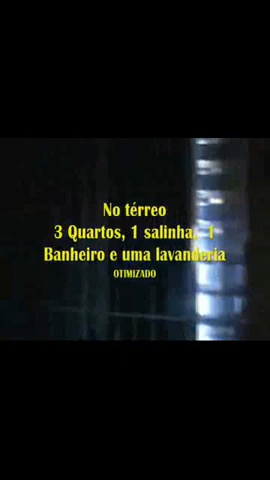 No térreo
3 Quartos, 1 salinha, 1
Banheiro e uma lavanderia
OTIMIZADO